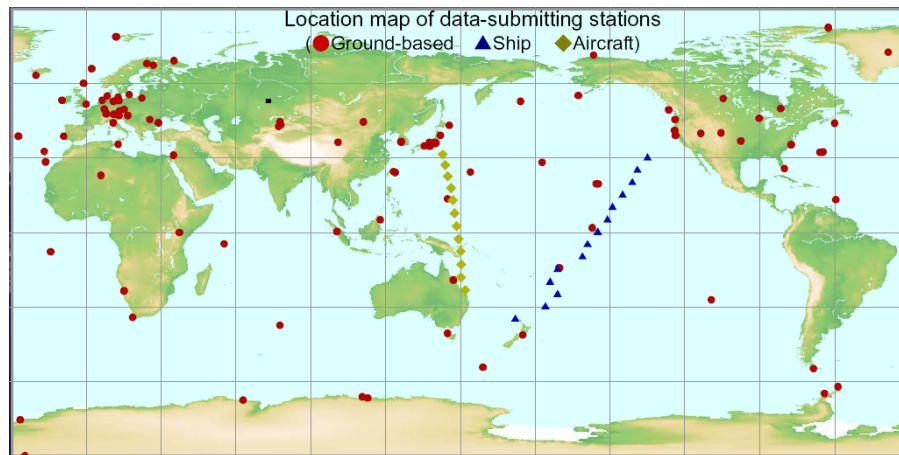 Location map of data-submitting stations
(Ground-based Ship Aircraft)